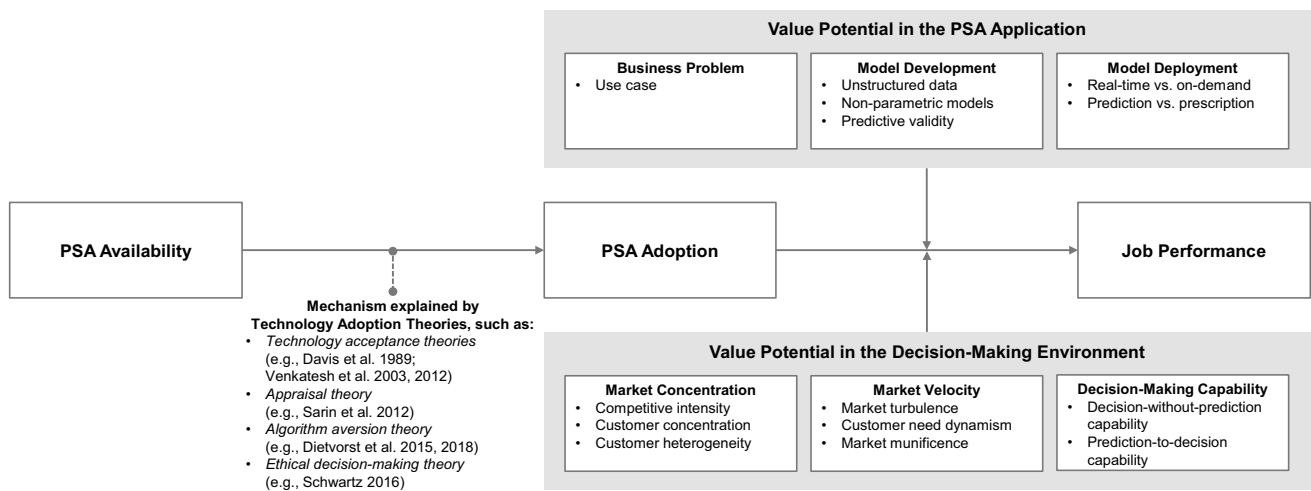 Value Potential in the PSA Application
Business Problem
• Use case
Model Development
• Unstructured data
• Non-parametric models
• Predictive validity
Model Deployment
• Real-time vs. on-demand
• Prediction vs. prescription
PSA Availability
PSA Adoption
Job Performance
Mechanism explained by
Technology Adoption Theories, such as:
• Technology acceptance theories
(e.g., Davis et al. 1989;
Venkatesh et al. 2003, 2012)
• Appraisal theory
(e.g., Sarin et al. 2012)
• Algorithm aversion theory
(e.g., Dietvorst et al. 2015, 2018)
• Ethical decision-making theory
(e.g., Schwartz 2016)
Value Potential in the Decision-Making Environment
Market Concentration
• Competitive intensity
• Customer concentration
• Customer heterogeneity
Market Velocity
• Market turbulence
• Customer need dynamism
• Market munificence
Decision-Making Capability
• Decision-without-prediction
capability
• Prediction-to-decision
capability